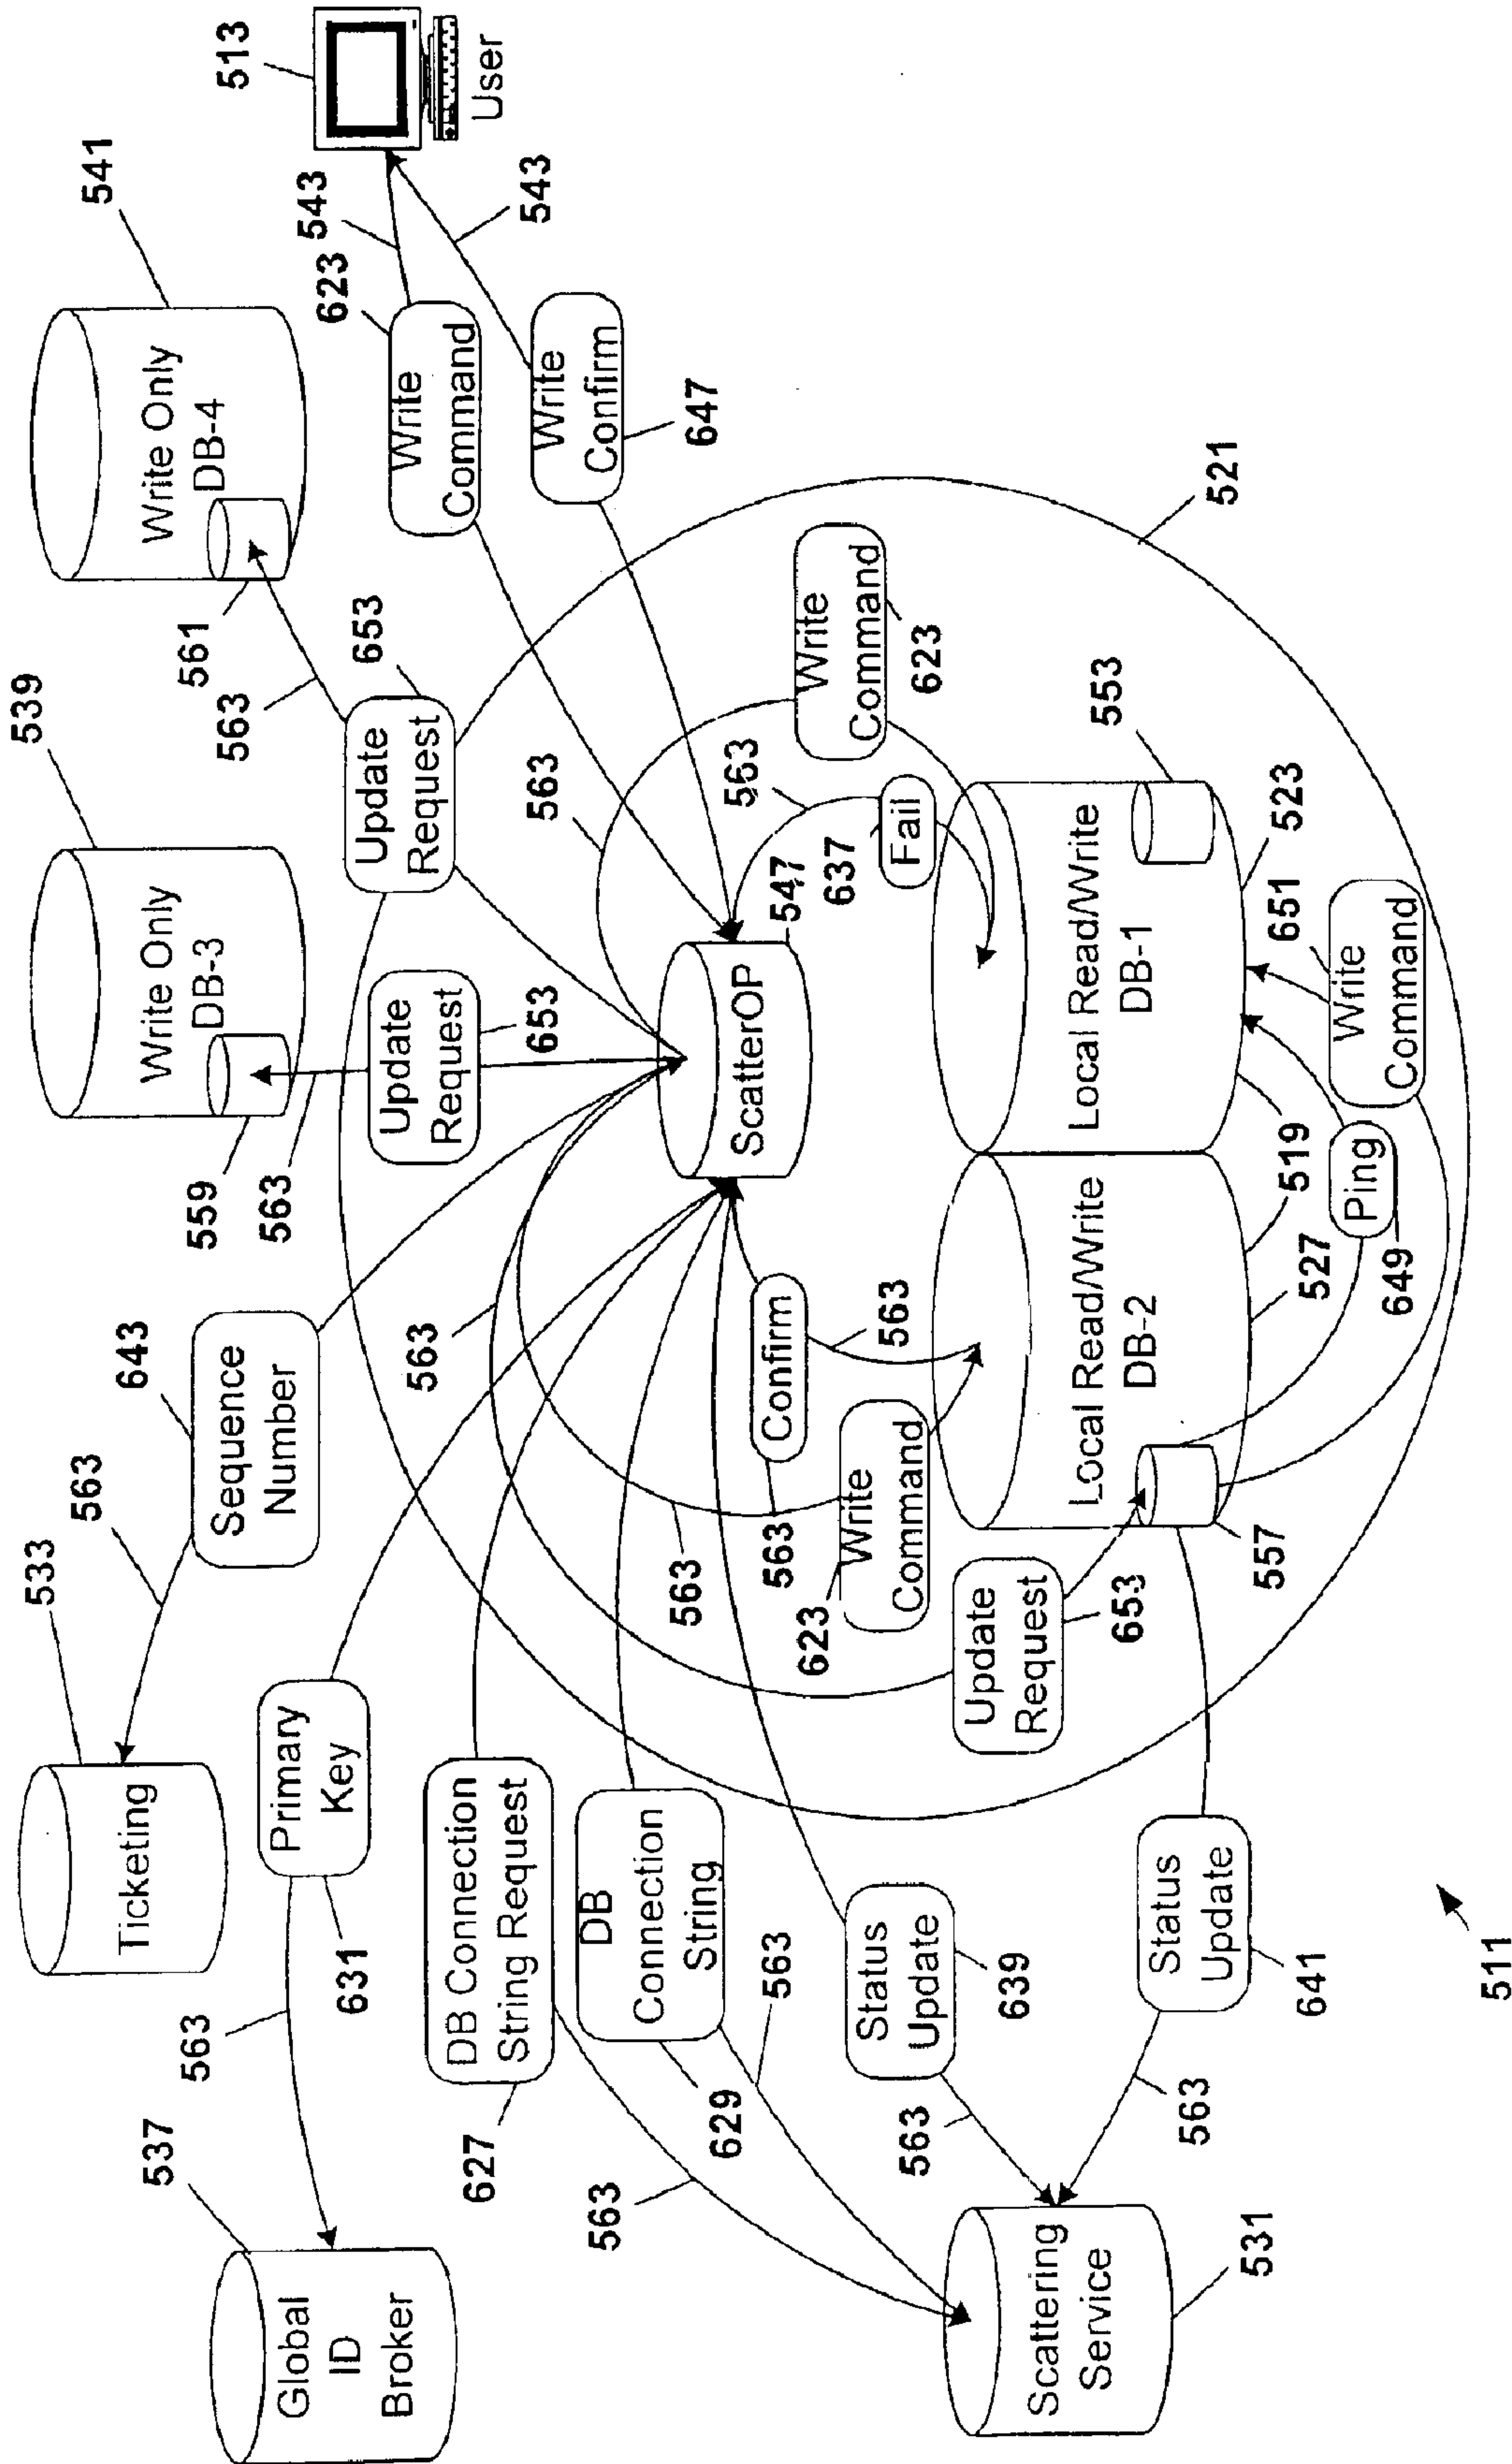 537
Global
ID
Broker
563
631
Primary
Key
533
Ticketing
563
643
Sequence
Number
539
Write Only
DB-3
559
563
541
Write Only
DB-4
561
563
513
User
543
543
623
Write
Command
Write
Confirm
647
653
Update
Request
Update
Request
653
627
DB Connection
String Request
563
DB
Connection
String
629
563
563
563
563
ScatterOP
547
563
637
Fail
Write
Command
623
521
Confirm
563
563
623
Write
Command
Update
Request
653
Status
Update
639
563
Scattering
Service
531
563
Status
Update
641
Local Read/Write
DB-2
557
527
519
Local Read/Write
DB-1
553
523
651
Write
Command
Ping
649
511